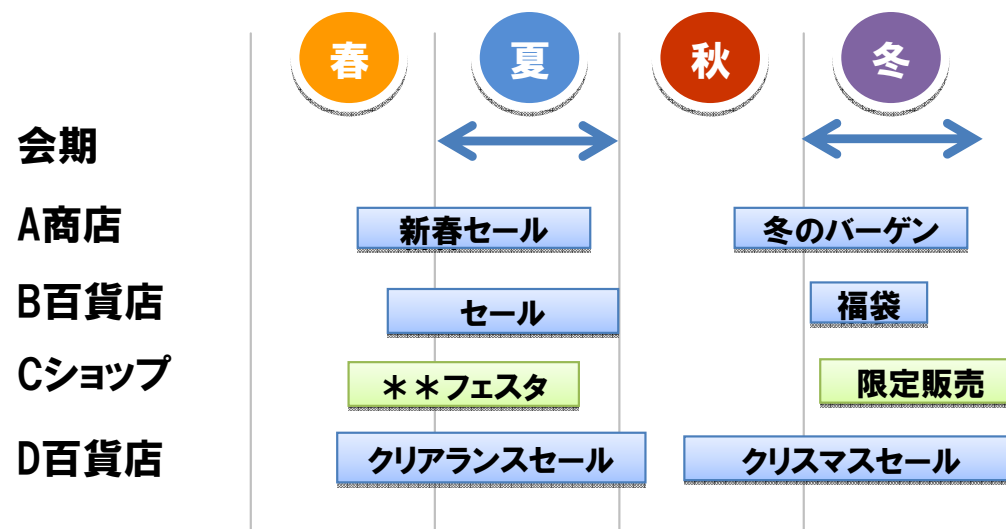 春 夏 秋 冬
会期
A商店 新春セール 冬のバーゲン
B百貨店 セール 福袋
Cショップ **フェスタ 限定販売
D百貨店 クリアランスセール クリスマスセール